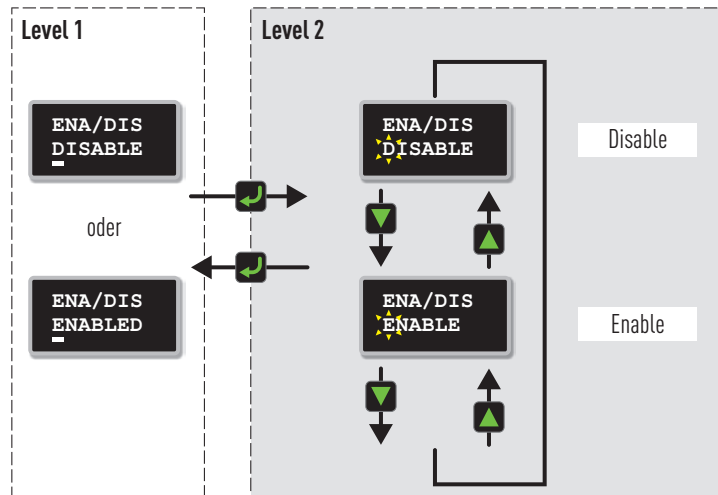 Level 1
ENA/DIS
DISABLE
oder
ENA/DIS
ENABLED
Level 2
ENA/DIS
DISABLE
Disable
ENA/DIS
ENABLE
Enable